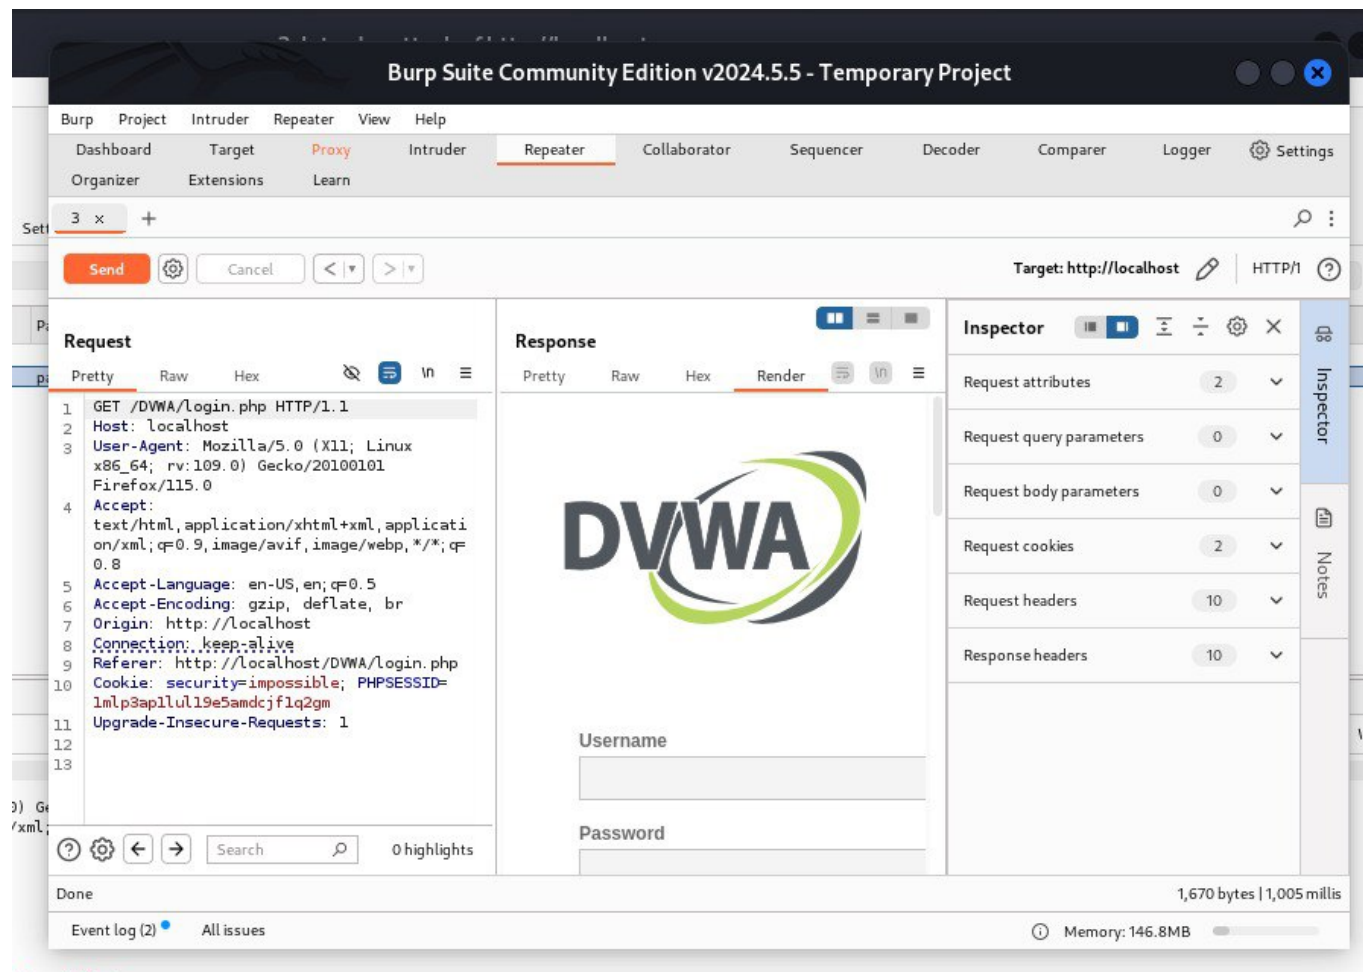 Burp Suite Community Edition v2024.5.5 - Temporary Project
Burp Project Intruder Repeater View Help
Dashboard Target Proxy Intruder Repeater Collaborator Sequencer Decoder Comparer Logger Settings
Organizer Extensions Learn
3 × +
Send Cancel < > Target: http://localhost HTTP/1
Request
Pretty Raw Hex \n
1 GET /DVWA/login.php HTTP/1.1
2 Host: localhost
3 User-Agent: Mozilla/5.0 (X11; Linux
x86_64; rv:109.0) Gecko/20100101
Firefox/115.0
4 Accept:
text/html,application/xhtml+xml,applicati
on/xml;q=0.9,image/avif,image/webp,*/*;q=
0.8
5 Accept-Language: en-US,en;q=0.5
6 Accept-Encoding: gzip, deflate, br
7 Origin: http://localhost
8 Connection: keep-alive
9 Referer: http://localhost/DVWA/login.php
10 Cookie: security=impossible; PHPSESSID=
1mlp3ap1lul19e5amdcjf1q2gm
11 Upgrade-Insecure-Requests: 1
12
13
Search 0 highlights
Response
Pretty Raw Hex Render \n
DVWA
Username
Password
Inspector
Request attributes 2
Request query parameters 0
Request body parameters 0
Request cookies 2
Request headers 10
Response headers 10
Inspector
Notes
Done 1,670 bytes | 1,005 millis
Event log (2) All issues Memory: 146.8MB